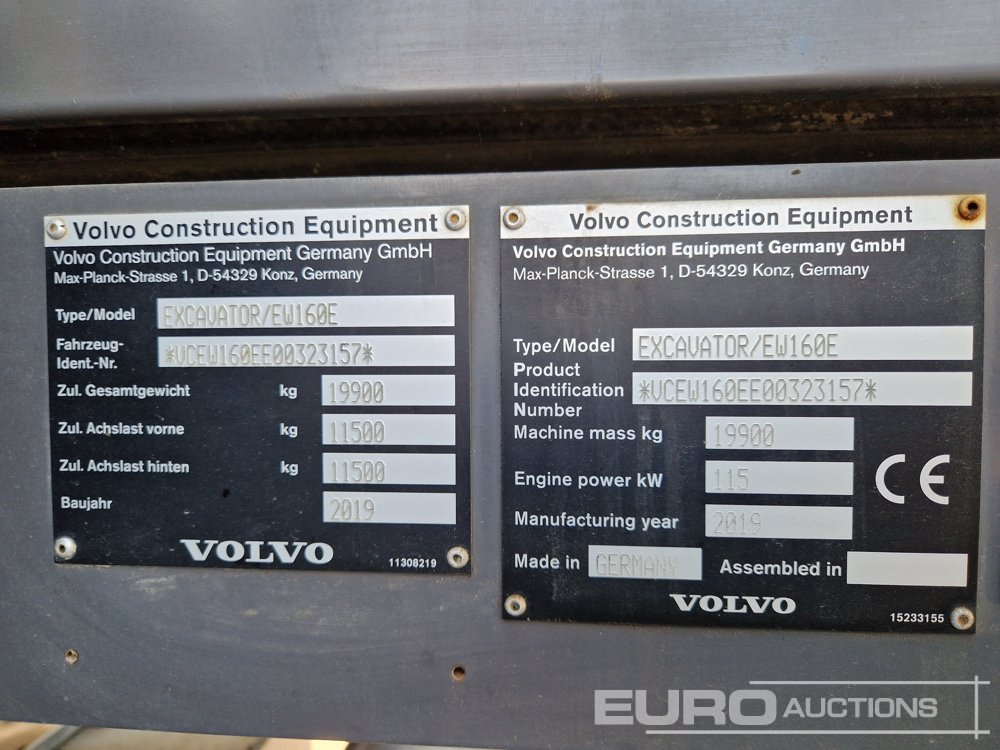 Volvo Construction Equipment
Volvo Construction Equipment Germany GmbH
Max-Planck-Strasse 1, D-54329 Konz, Germany
Type/Model EXCAVATOR/EW160E
Fahrzeug-
Ident.-Nr. *VCEW160EE00323157*
Zul. Gesamtgewicht kg 19900
Zul. Achslast vorne kg 11500
Zul. Achslast hinten kg 11500
Baujahr 2019
VOLVO
11308219
Volvo Construction Equipment
Volvo Construction Equipment Germany GmbH
Max-Planck-Strasse 1, D-54329 Konz, Germany
Type/Model EXCAVATOR/EW160E
Product
Identification *VCEW160EE00323157*
Number
Machine mass kg 19900
Engine power kW 115
Manufacturing year 2019
CE
Made in GERMANY Assembled in
VOLVO
15233155
EURO AUCTIONS